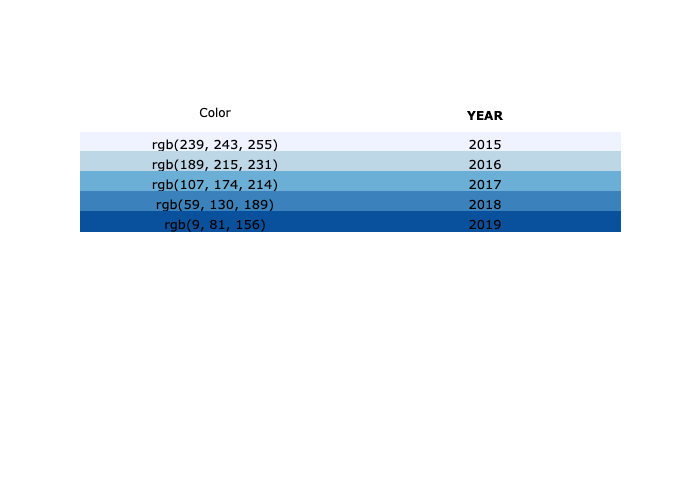 Color YEAR
rgb(239, 243, 255) 2015
rgb(189, 215, 231) 2016
rgb(107, 174, 214) 2017
rgb(59, 130, 189) 2018
rgb(9, 81, 156) 2019